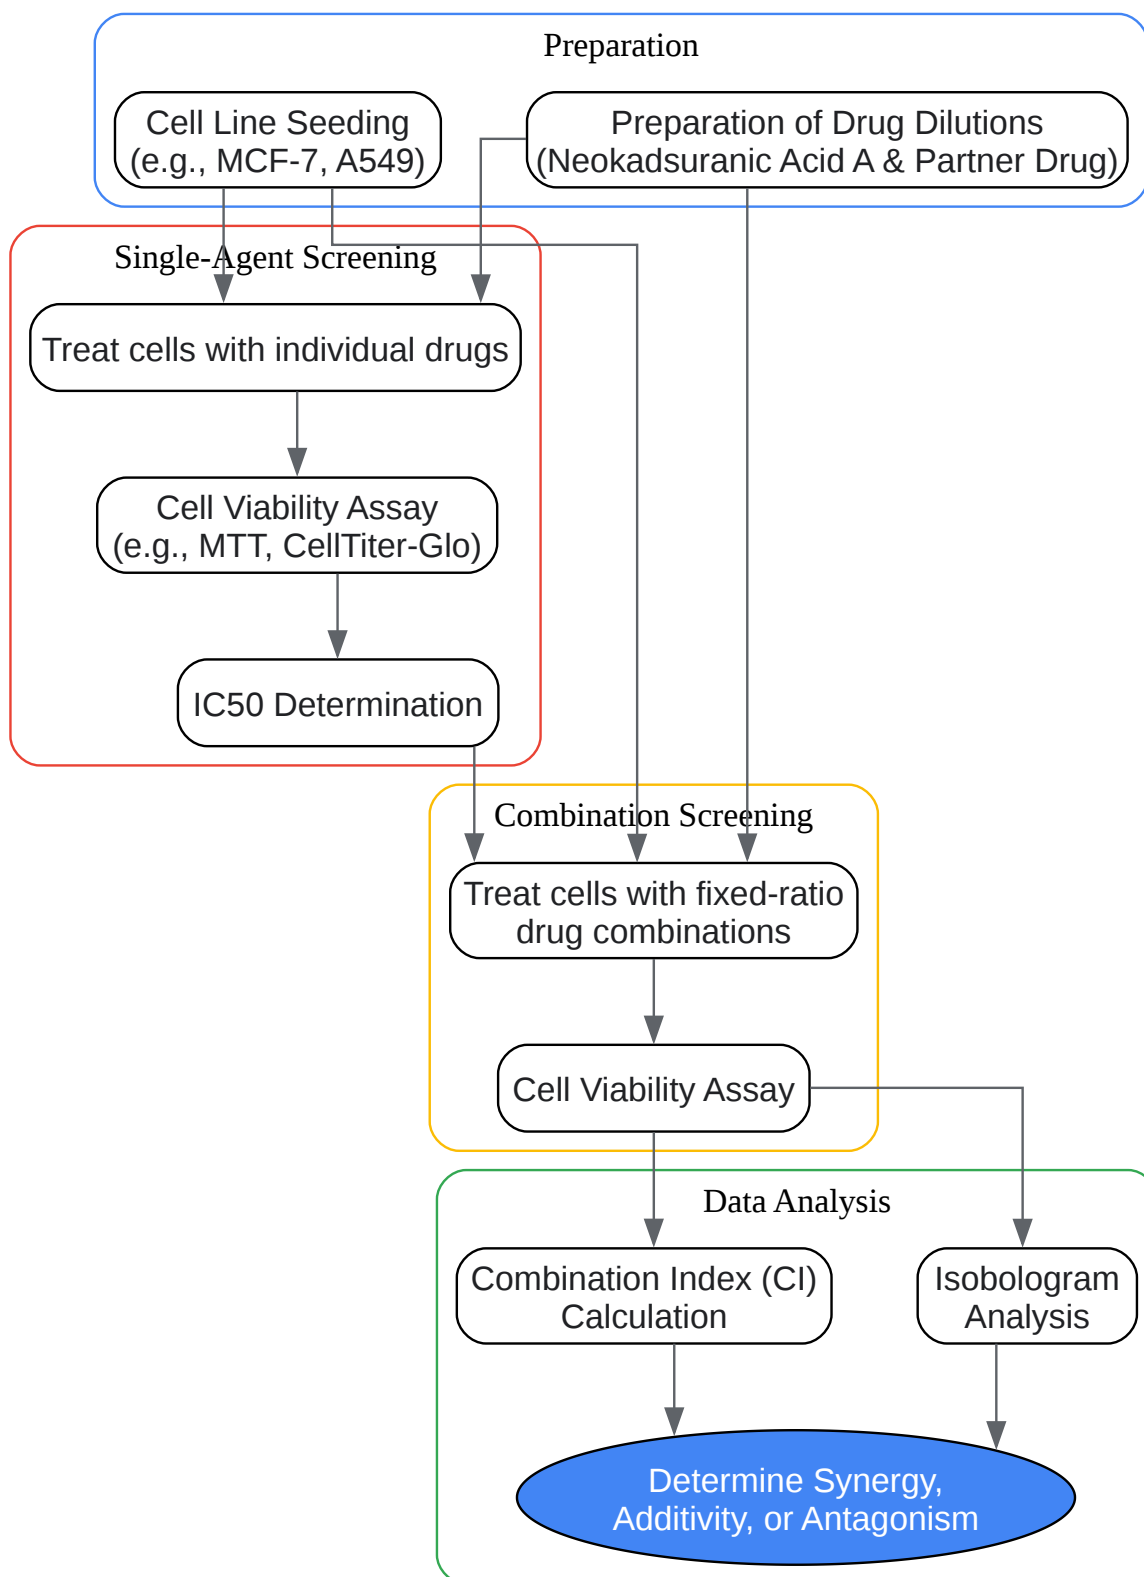 Preparation
Cell Line Seeding
(e.g., MCF-7, A549)
Preparation of Drug Dilutions
(Neokadsuranic Acid A & Partner Drug)
Single-Agent Screening
Treat cells with individual drugs
Cell Viability Assay
(e.g., MTT, CellTiter-Glo)
IC50 Determination
Combination Screening
Treat cells with fixed-ratio
drug combinations
Cell Viability Assay
Data Analysis
Combination Index (CI)
Calculation
Isobologram
Analysis
Determine Synergy,
Additivity, or Antagonism